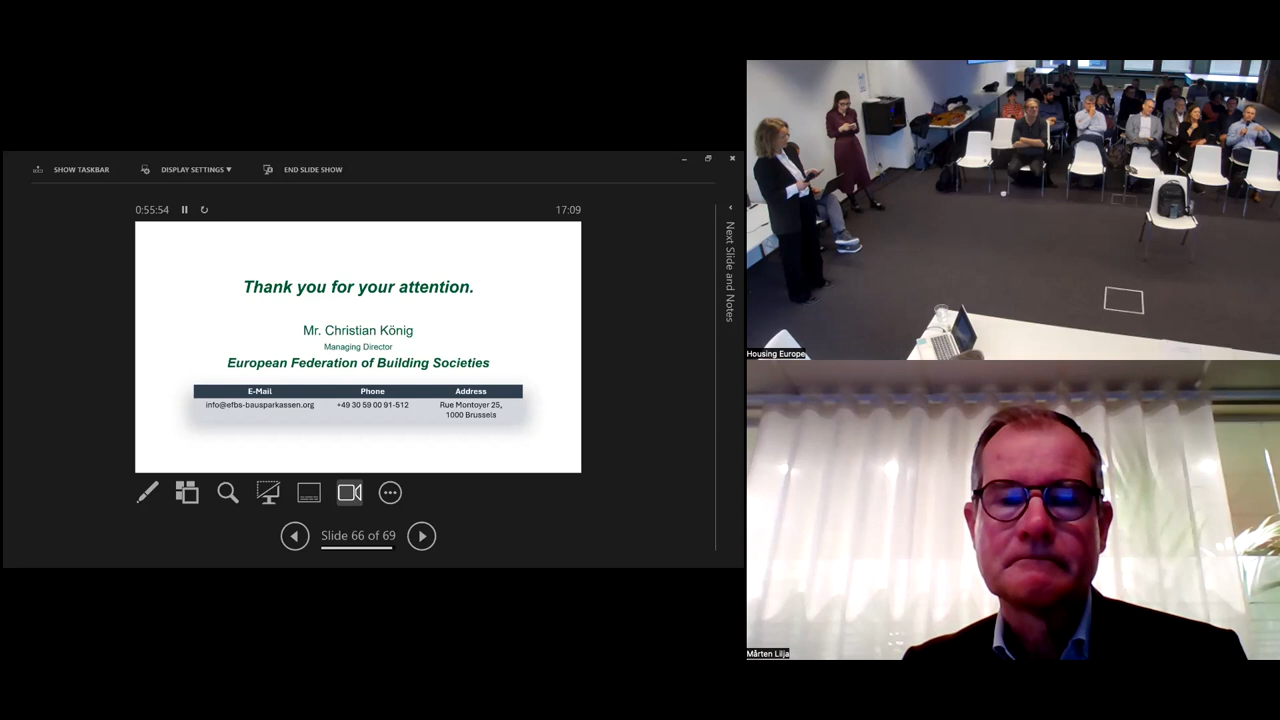 SHOW TASKBAR
DISPLAY SETTINGS ▼
END SLIDE SHOW
0:55:54
17:09
Thank you for your attention.
Mr. Christian König
Managing Director
European Federation of Building Societies
E-Mail Phone Address
info@efbs-bausparkassen.org +49 30 59 00 91-512 Rue Montoyer 25,
1000 Brussels
Slide 66 of 69
Next Slide and Notes
Housing Europe
Mårten Lilja